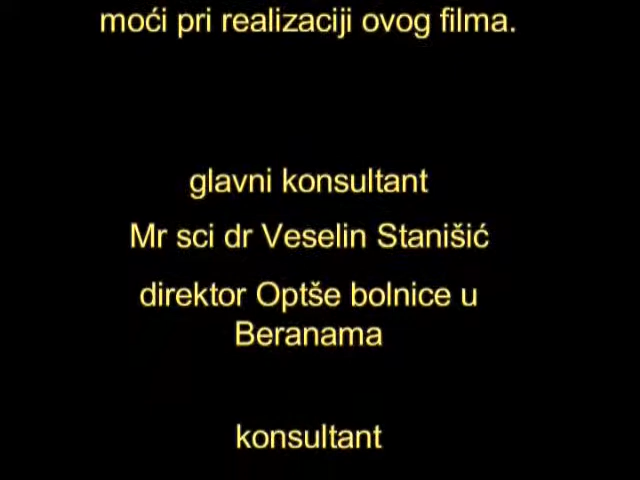 moći pri realizaciji ovog filma.
glavni konsultant
Mr sci dr Veselin Stanišić
direktor Optše bolnice u
Beranama
konsultant